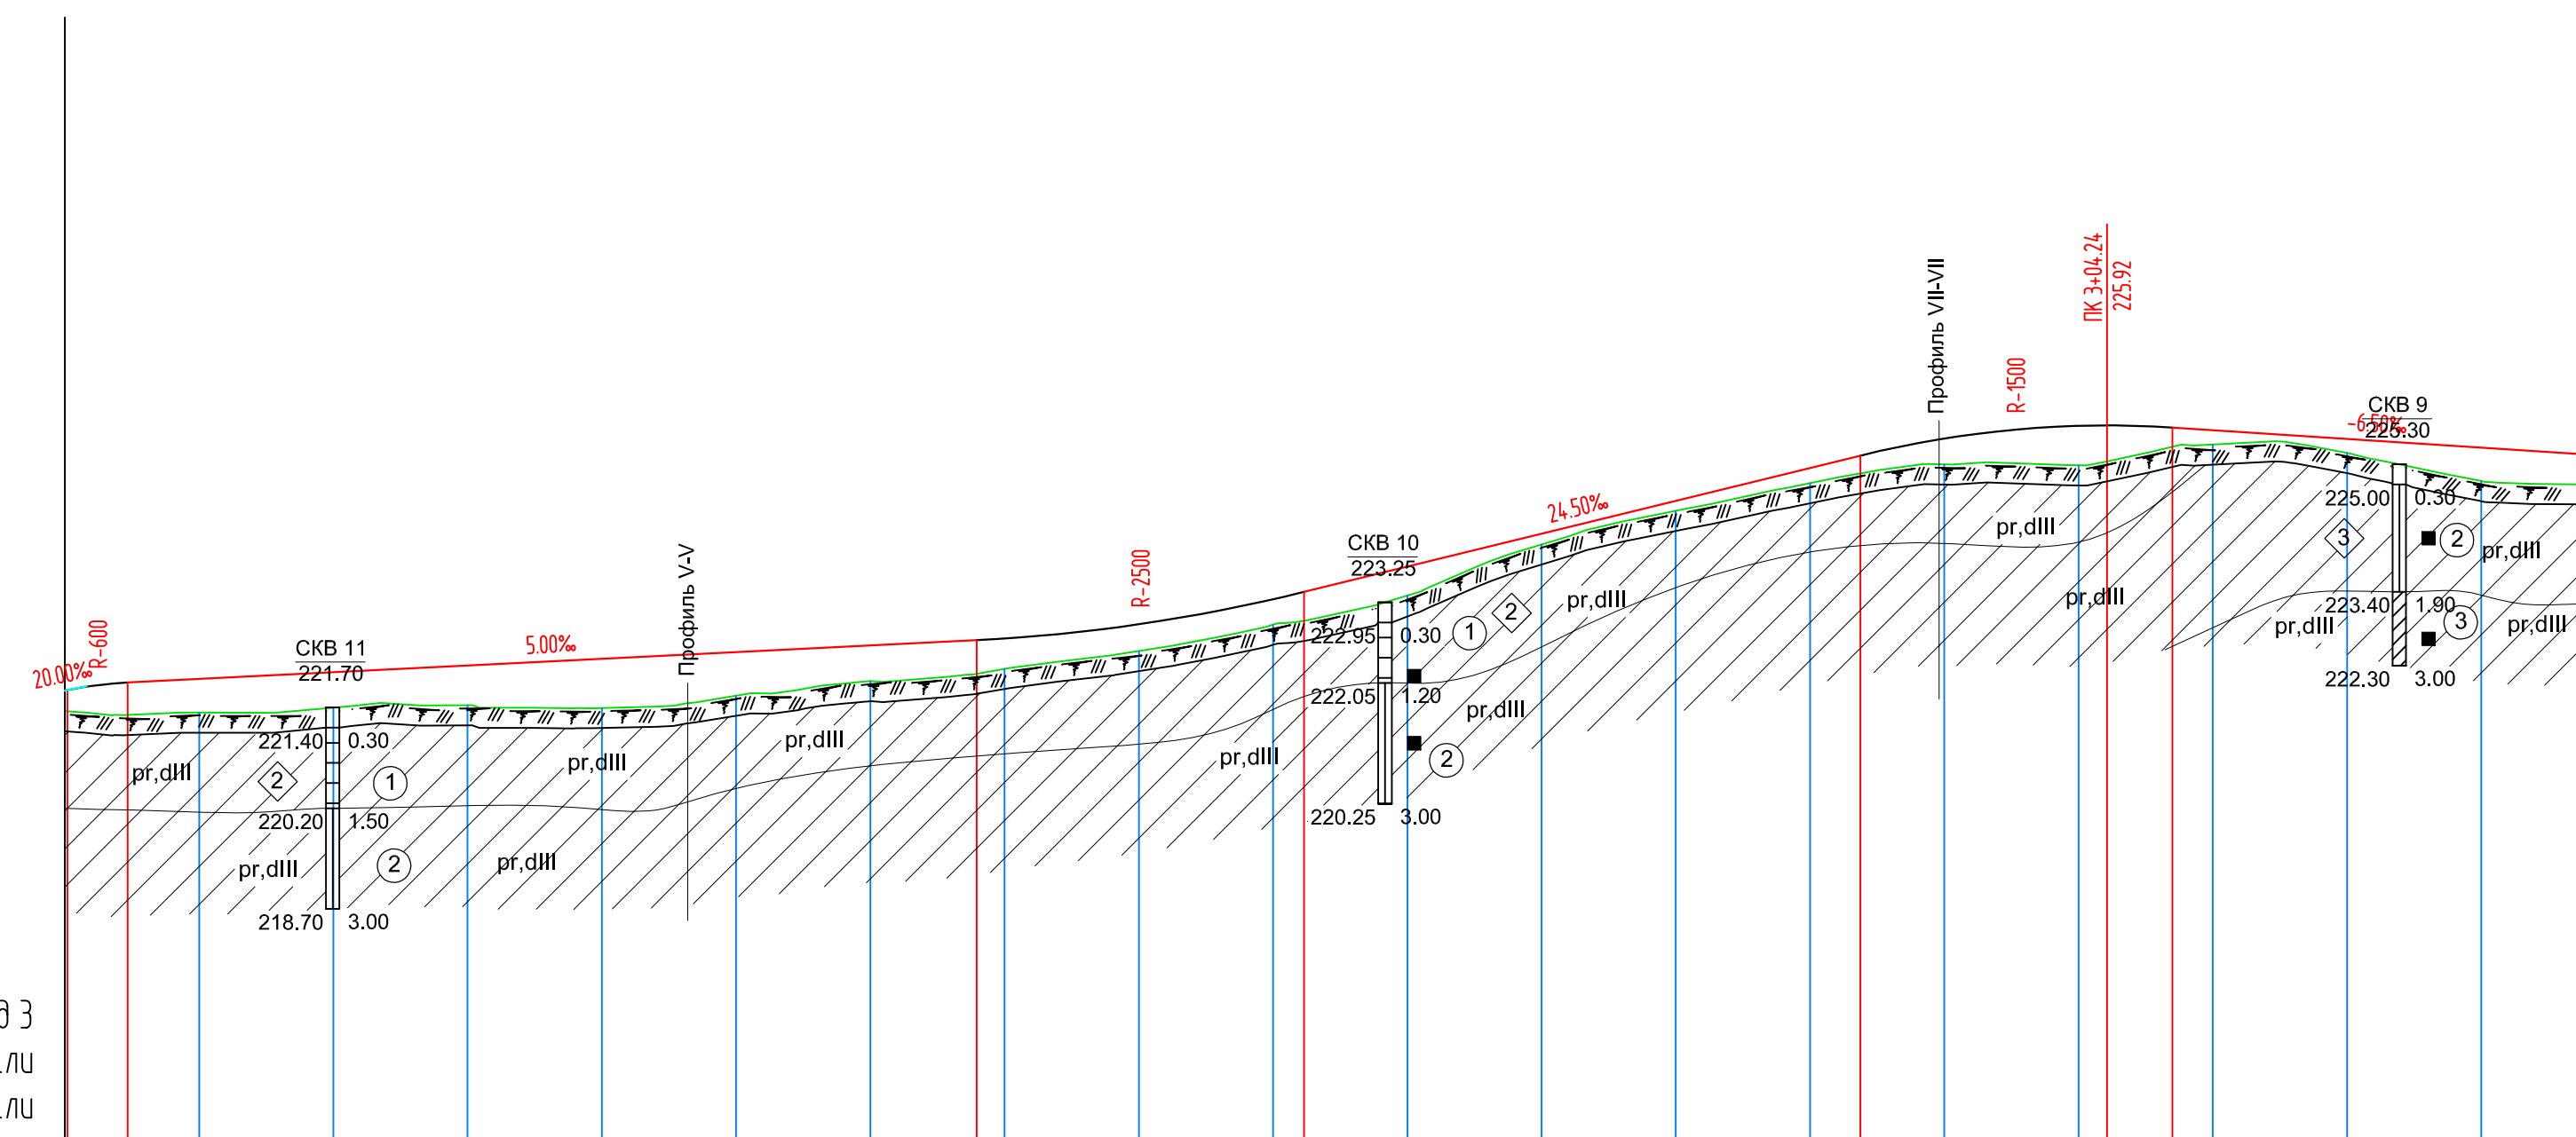 ПК 3+04.24
225.92
Профиль VII-VII
R-1500
СКВ 9
-6.50‰
225.30
24.50‰
225.00 0.30
3
2
pr,dIII
pr,dIII
СКВ 10
223.25
Профиль V-V
R-2500
pr,dIII
pr,dIII
223.40 1.90
3
pr,dIII
pr,dIII
2
1
222.95 0.30
R-600
5.00‰
СКВ 11
221.70
20.00‰
222.30 3.00
222.05 1.20
pr,dIII
221.40 0.30
pr,dIII
pr,dIII
pr,dIII
pr,dIII
2
1
2
220.25 3.00
220.20 1.50
pr,dIII
2
pr,dIII
218.70 3.00
3
ли
ли